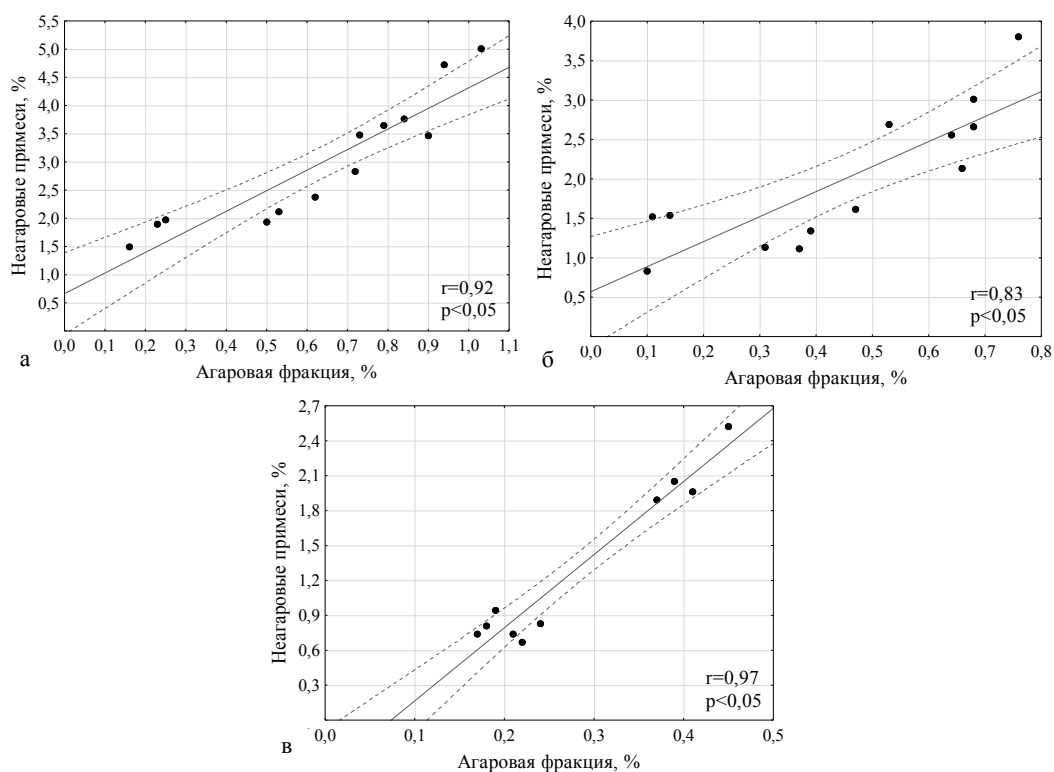 5,5
5,0
4,5
4,0
3,5
3,0
2,5
2,0
1,5
1,0
0,5
Неагаровые примеси, %
r=0,92
p<0,05
0,0 0,1 0,2 0,3 0,4 0,5 0,6 0,7 0,8 0,9 1,0 1,1
Агаровая фракция, %
а
4,0
3,5
3,0
2,5
2,0
1,5
1,0
0,5
Неагаровые примеси, %
r=0,83
p<0,05
0,0 0,1 0,2 0,3 0,4 0,5 0,6 0,7 0,8
Агаровая фракция, %
б
2,7
2,4
2,1
1,8
1,5
1,2
0,9
0,6
0,3
Неагаровые примеси, %
r=0,97
p<0,05
0,0 0,1 0,2 0,3 0,4 0,5
Агаровая фракция, %
в